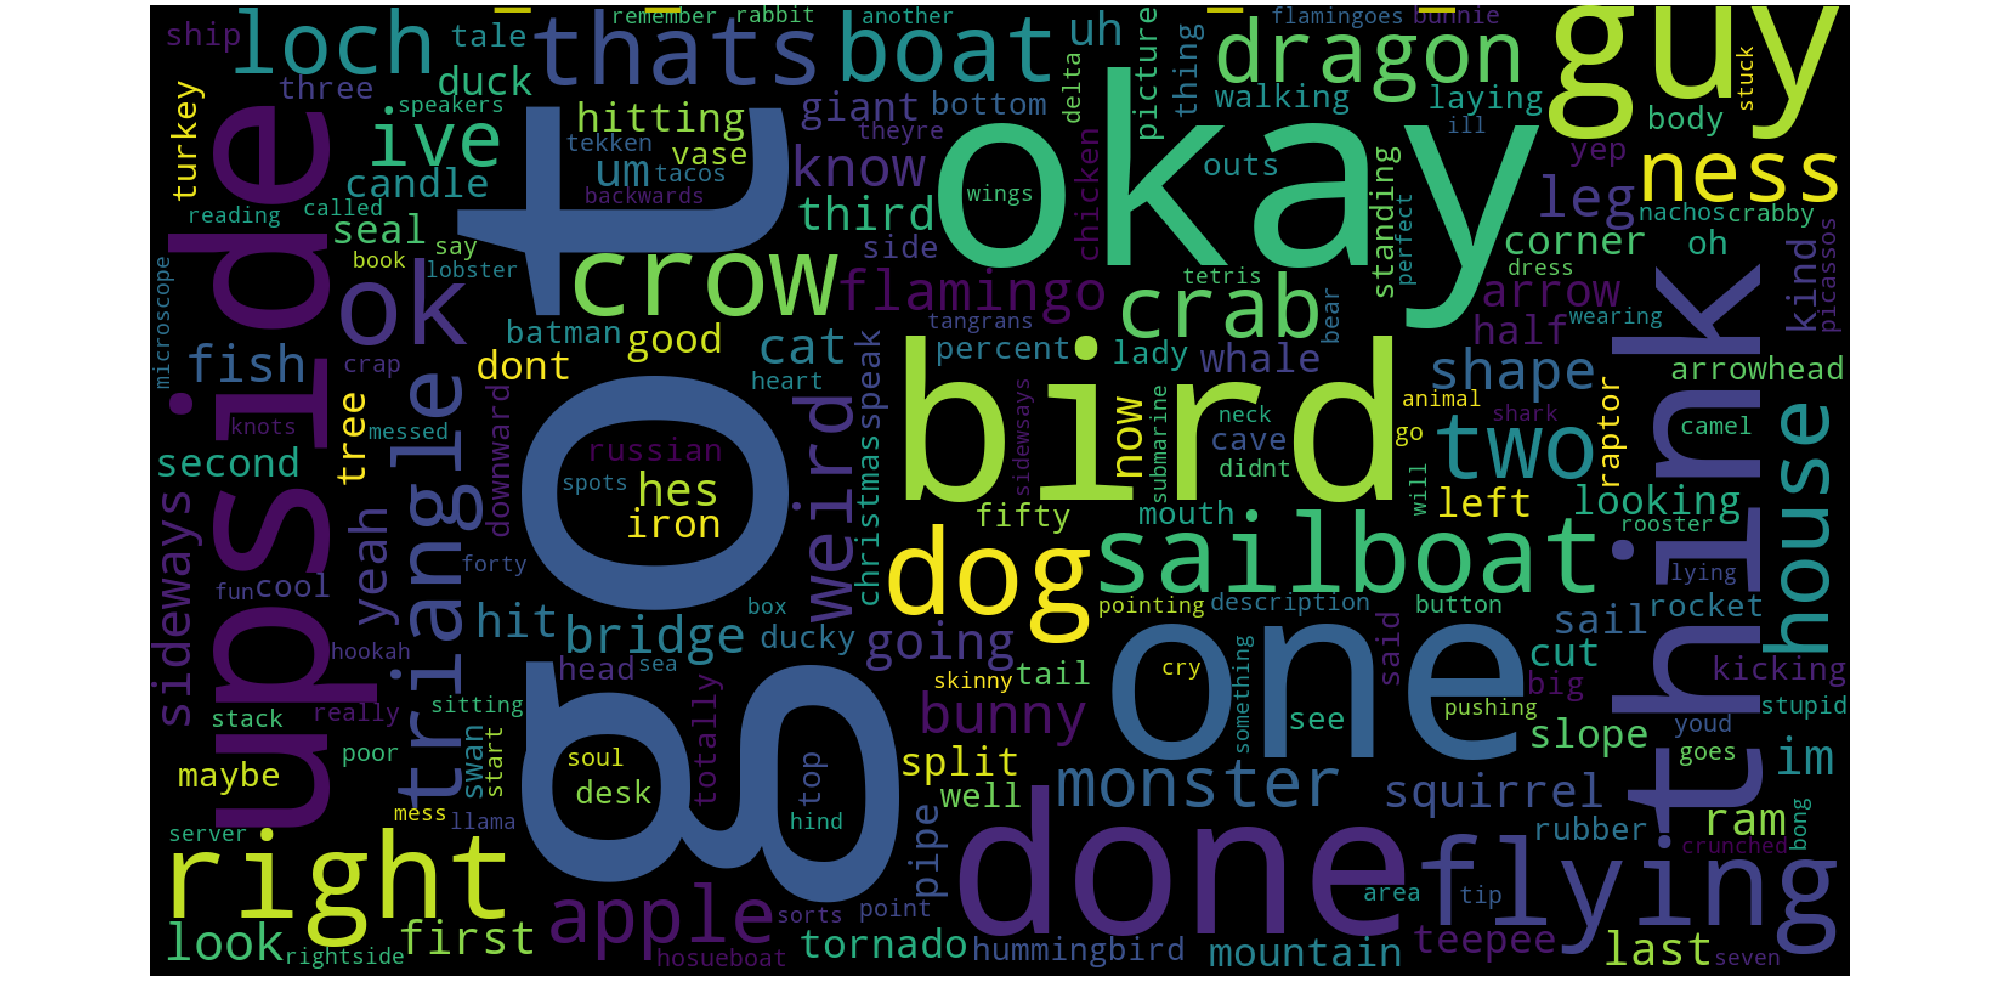 ship
loch
tale
thats
remember
rabbit
boat
another
uh
picture
thing
flamingoes
bunnie
dragon
guy
three
duck
speakers
hitting
giant
bottom
delta
walking
laying
stuck
turkey
ive
tekken
um
vase
tacos
theyre
know
okay
ill
body
yep
ness
upside
candle
backwards
wings
chicken
outs
standing
leg
reading
called
seal
got
third
perfect
nachos
crabby
book
say
lobster
crow
side
corner
oh
kind
picassos
microscope
ok
flamingo
tetris
dress
crab
arrow
think
batman
good
cat
tangrans
bear
half
wearing
fish
crap
dont
percent
lady
whale
shape
arrowhead
heart
weird
speak
bird
tree
triangle
downward
neck
animal
shark
raptor
knots
messed
russian
christmas
sidewsays
now
submarine
cave
go
two
camel
house
second
spots
hes
didnt
will
left
looking
sideways
yeah
iron
fifty
mouth
rooster
fun
cool
forty
dog
sailboat
lying
hit
bridge
box
ducky
pointing
description
button
sail
rocket
hookah
head
sea
going
one
said
cut
kicking
tail
cry
something
skinny
big
stack
really
sitting
totally
bunny
see
pushing
stupid
poor
swan
start
soul
top
split
slope
youd
goes
im
maybe
desk
well
monster
squirrel
mess
llama
hind
server
pipe
done
rubber
ram
bong
right
crunched
flying
apple
sorts
point
area
tip
look
rightside
first
hosueboat
tornado
hummingbird
mountain
teepee
last
seven